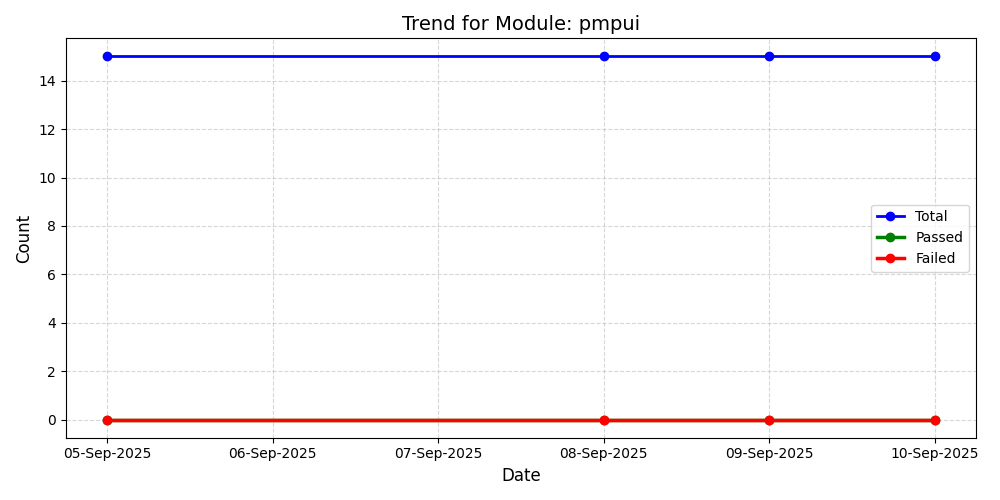 Trend for Module: pmpui
14
12
10
8
6
4
2
0
Count
Total
Passed
Failed
05-Sep-2025 06-Sep-2025 07-Sep-2025 08-Sep-2025 09-Sep-2025 10-Sep-2025
Date